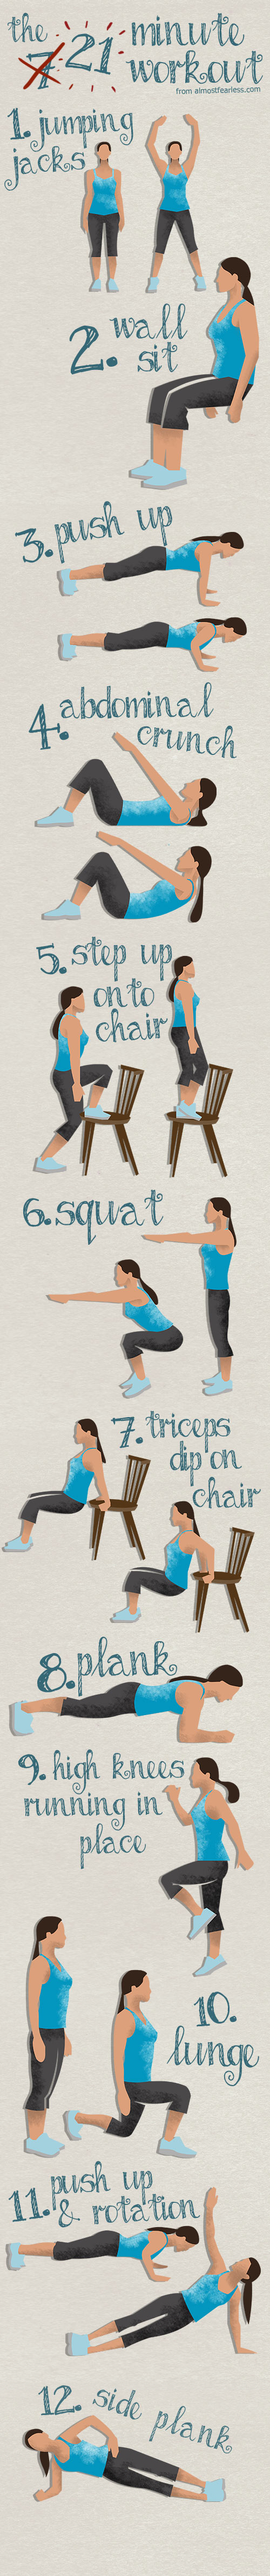 the 7 21 minute
workout
from almostfearless.com
1. jumping
jacks
2. wall
sit
3. push up
4. abdominal
crunch
5. step up
onto
chair
6. squat
7. triceps
dip on
chair
8. plank
9. high knees
running in
place
10.
lunge
11. push up
& rotation
12. side plank